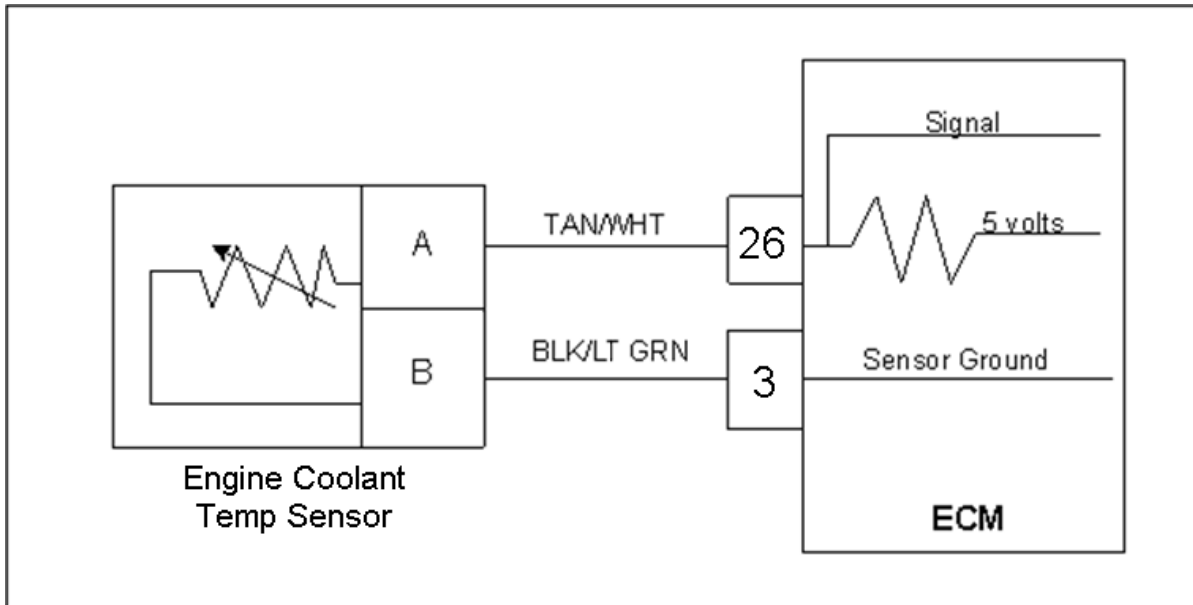 Signal
A
TAN/WHT
26
5 volts
B
BLK/LT GRN
3
Sensor Ground
Engine Coolant
Temp Sensor
ECM